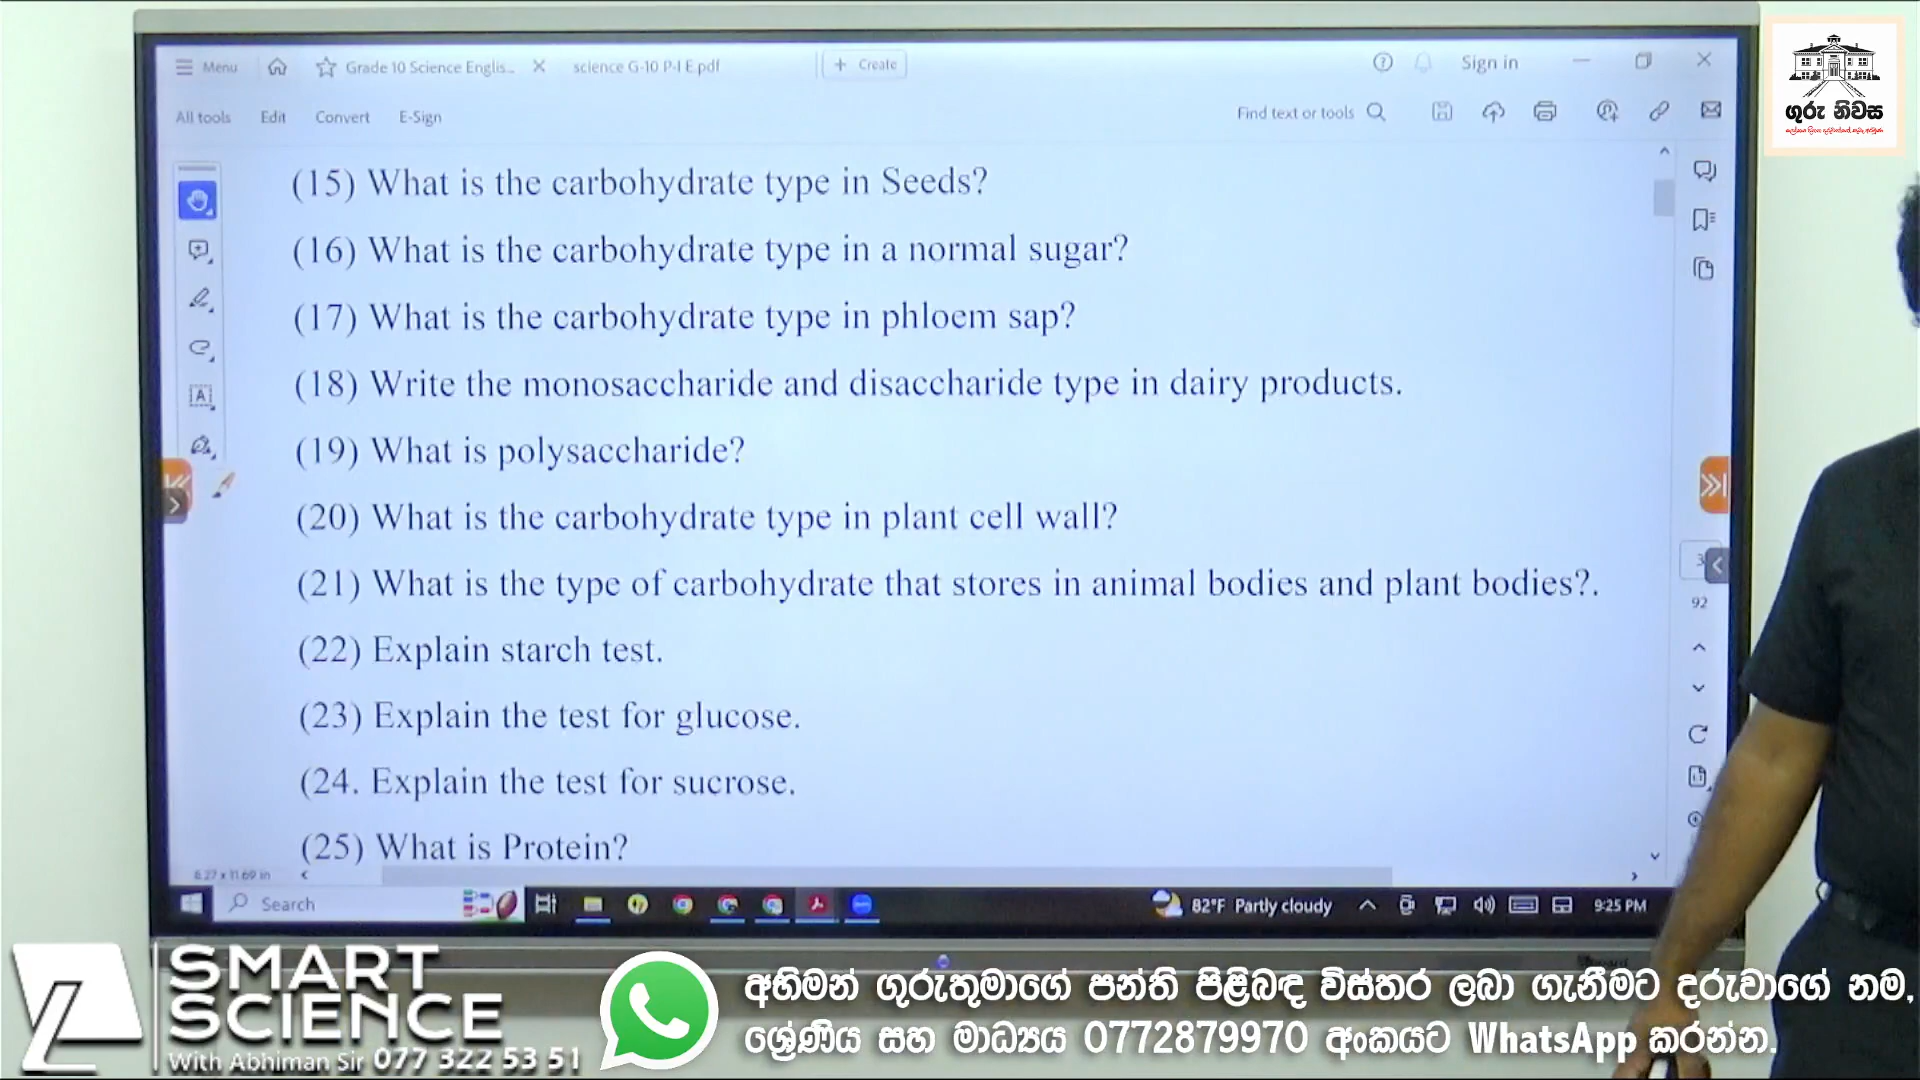 Menu
Grade 10 Science Englis...
science G-10 P-I E.pdf
+ Create
Sign in
All tools
Edit
Convert
E-Sign
Find text or tools
ගුරු නිවස
(15) What is the carbohydrate type in Seeds?
(16) What is the carbohydrate type in a normal sugar?
(17) What is the carbohydrate type in phloem sap?
(18) Write the monosaccharide and disaccharide type in dairy products.
(19) What is polysaccharide?
(20) What is the carbohydrate type in plant cell wall?
(21) What is the type of carbohydrate that stores in animal bodies and plant bodies?.
(22) Explain starch test.
(23) Explain the test for glucose.
(24. Explain the test for sucrose.
(25) What is Protein?
92
8.27 x 11.69 in
Search
82°F Partly cloudy
9:25 PM
SMART
SCIENCE
With Abhiman Sir 077 322 53 51
අභිමන් ගුරුතුමාගේ පන්ති පිළිබඳ විස්තර ලබා ගැනීමට දරුවාගේ නම,
ශ්‍රේණිය සහ මාධ්‍යය 0772879970 අංකයට WhatsApp කරන්න.